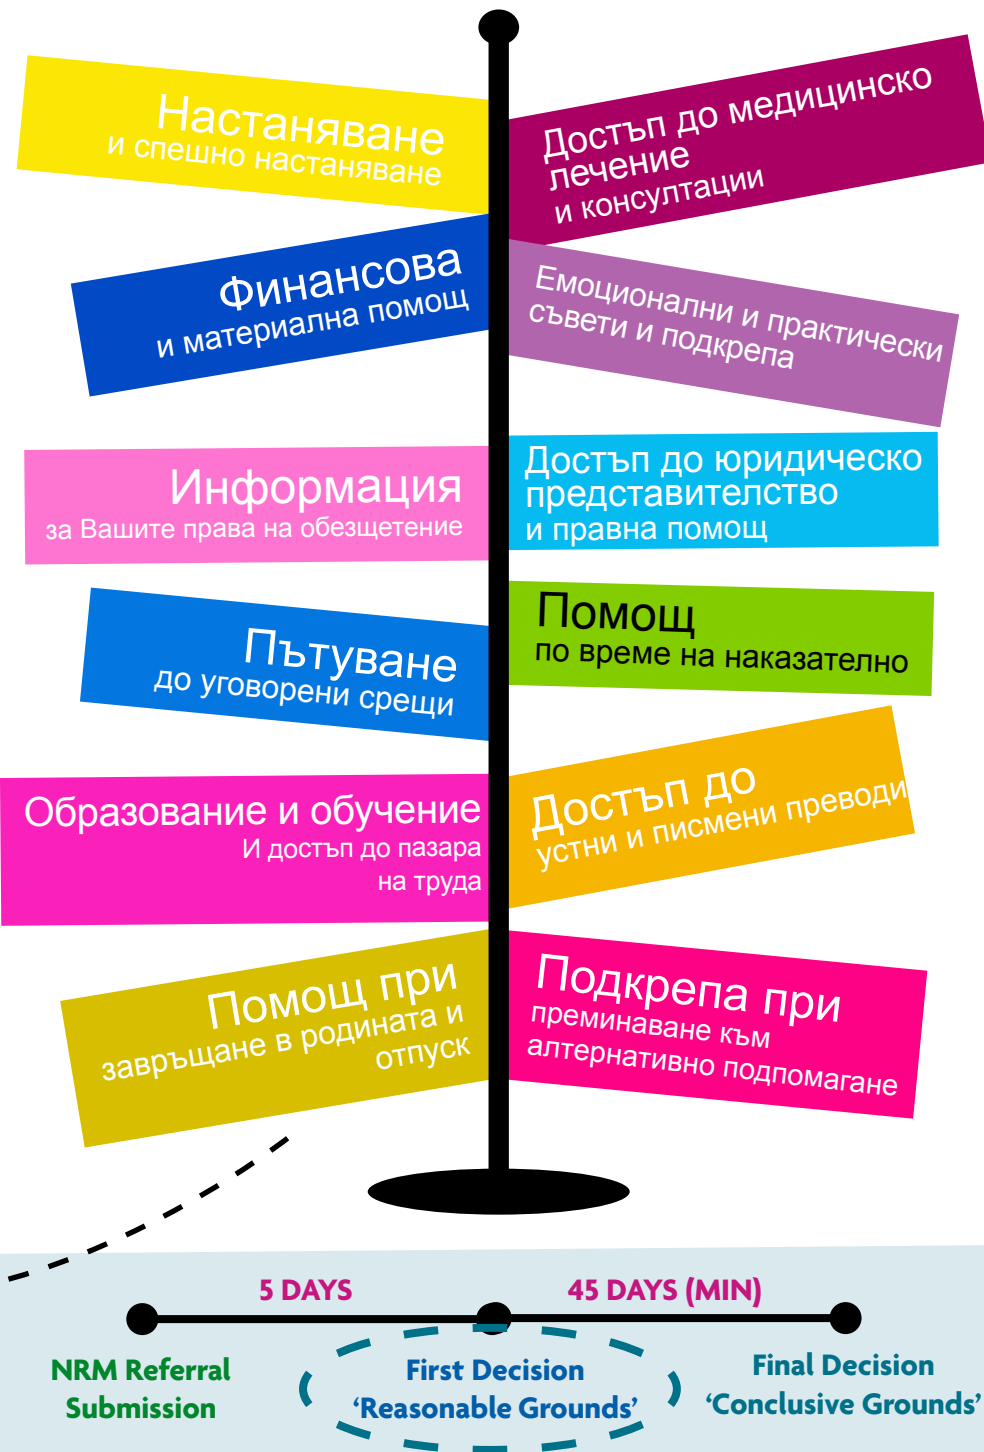 Настаняване
и спешно настаняване
Достъп до медицинско
лечение
и консултации
Финансова
и материална помощ
Емоционални и практически
съвети и подкрепа
Информация
за Вашите права на обезщетение
Достъп до юридическо
представителство
и правна помощ
Пътуване
до уговорени срещи
Помощ
по време на наказателно
Образование и обучение
И достъп до пазара
на труда
Достъп до
устни и писмени преводи
Помощ при
завръщане в родината и
отпуск
Подкрепа при
преминаване към
алтернативно подпомагане
5 DAYS
45 DAYS (MIN)
NRM Referral
Submission
First Decision
‘Reasonable Grounds’
Final Decision
‘Conclusive Grounds’